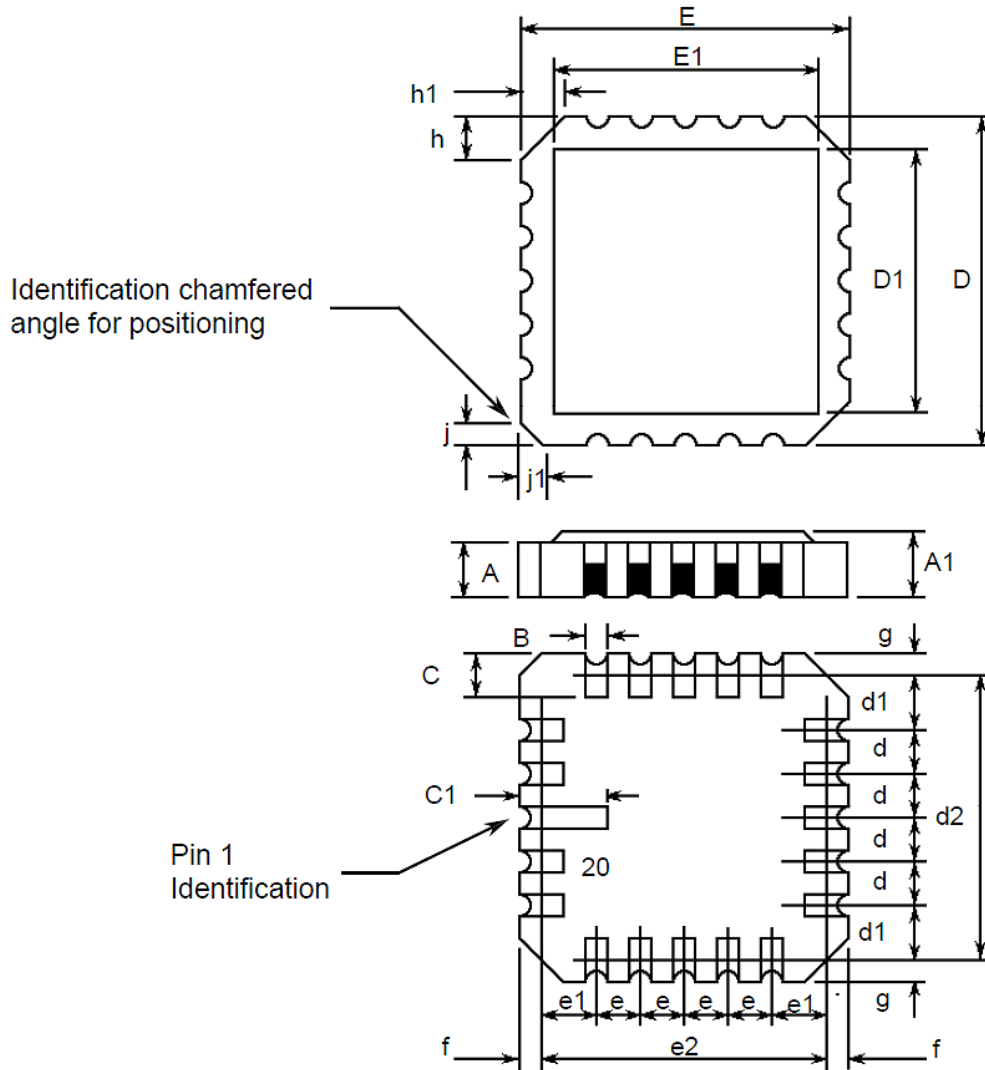 E
E1
h1
h
Identification chamfered
angle for positioning
D1
D
j
j1
A
A1
B
g
C
d1
d
C1
d
d2
Pin 1
Identification
d
20
d
d1
e1
e
e
e
e
e1
g
f
e2
f